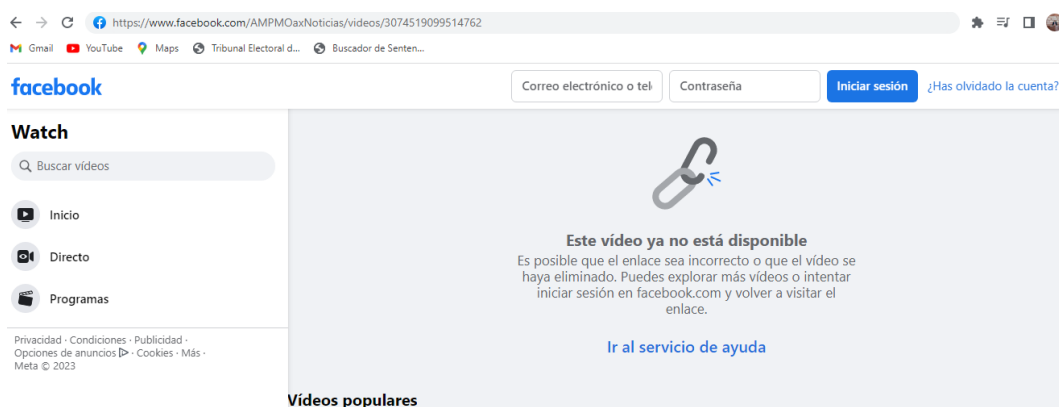 https://www.facebook.com/AMPMOaxNoticias/videos/3074519099514762
Gmail YouTube Maps Tribunal Electoral d... Buscador de Senten...
facebook Correo electrónico o tel Contraseña Iniciar sesión ¿Has olvidado la cuenta?
Watch
Buscar vídeos
Inicio
Directo
Programas
Privacidad · Condiciones · Publicidad ·
Opciones de anuncios · Cookies · Más ·
Meta © 2023
Este vídeo ya no está disponible
Es posible que el enlace sea incorrecto o que el vídeo se
haya eliminado. Puedes explorar más vídeos o intentar
iniciar sesión en facebook.com y volver a visitar el
enlace.
Ir al servicio de ayuda
Vídeos populares